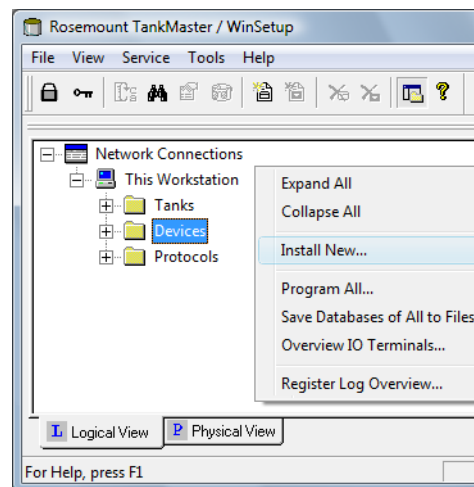 Rosemount TankMaster / WinSetup
File View Service Tools Help
Network Connections
This Workstation
Tanks
Devices
Protocols
Expand All
Collapse All
Install New...
Program All...
Save Databases of All to Files
Overview IO Terminals...
Register Log Overview...
L Logical View P Physical View
For Help, press F1